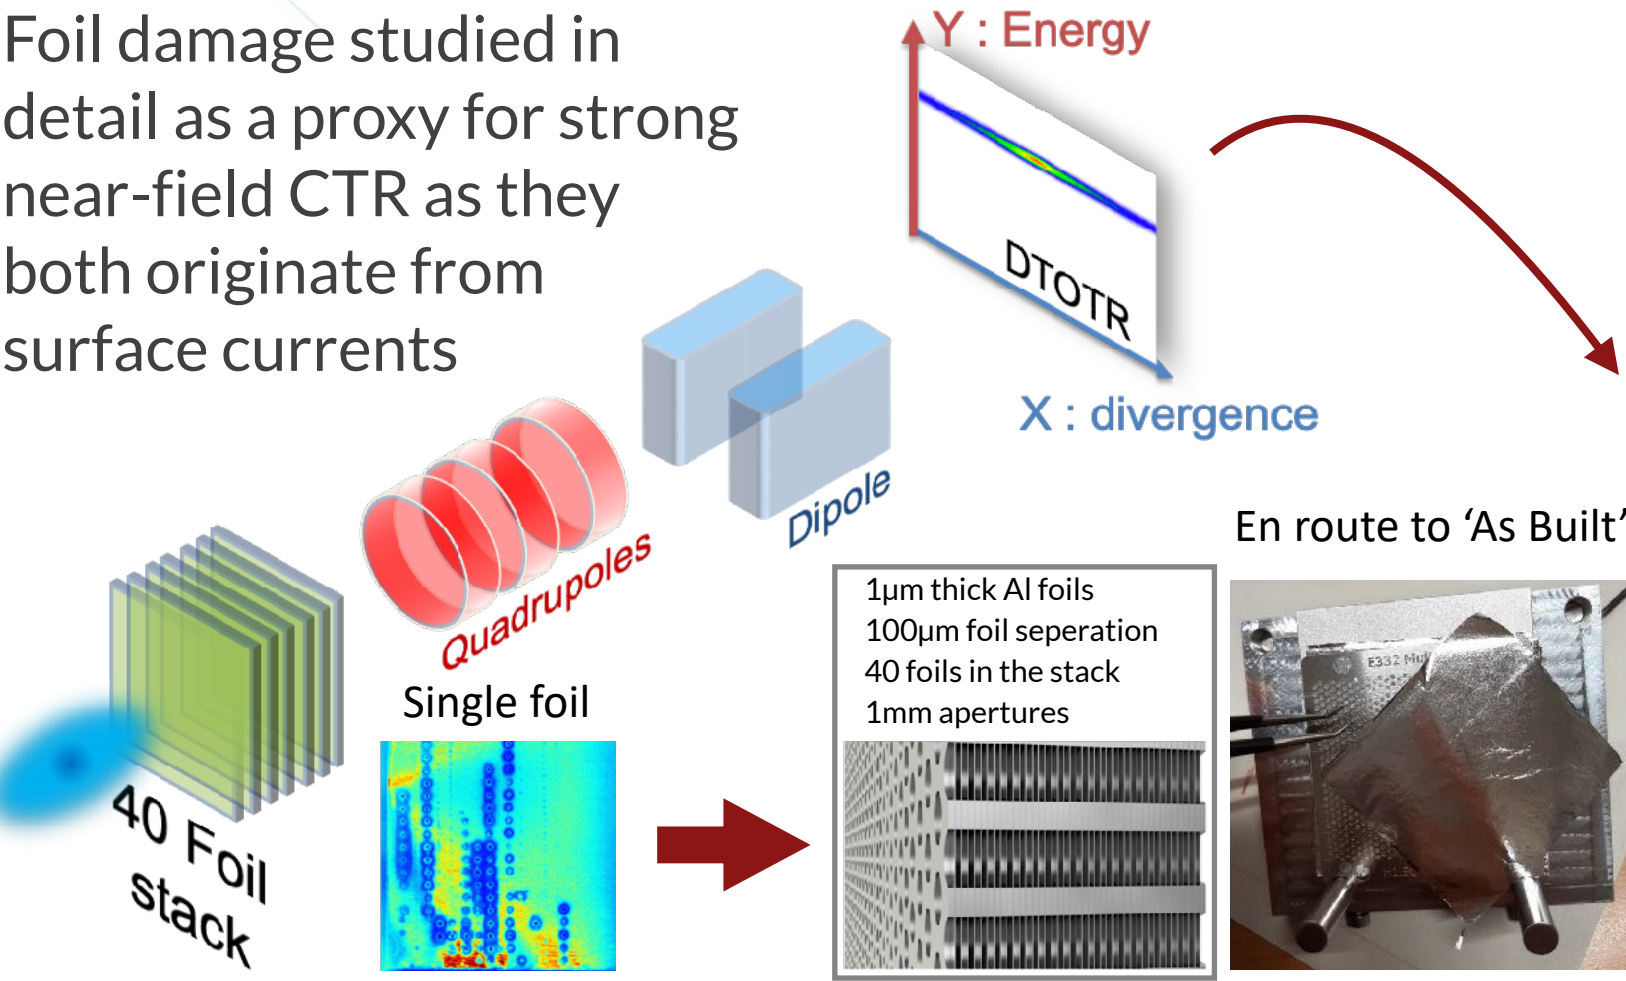 Foil damage studied in
detail as a proxy for strong
near-field CTR as they
both originate from
surface currents
Y : Energy
DTOTR
X : divergence
Dipole
Quadrupoles
40 Foil
stack
Single foil
1µm thick Al foils
100µm foil seperation
40 foils in the stack
1mm apertures
En route to ‘As Built’
E332